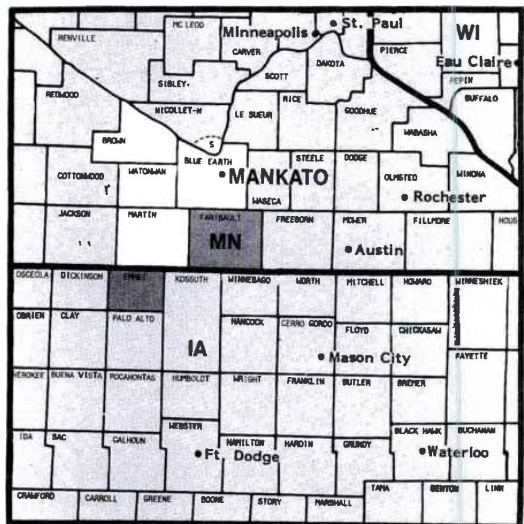 MC LEOD
Minneapolis
St. Paul
RENVILLE
CARVER
PIERCE
WI
DAKOTA
Eau Claire
SCOTT
SIBLEY
PEPIN
REDWOOD
RICE
BUFFALO
NICOLLET-N
LE SUEUR
GOODHUE
WABASHA
BROWN
S
BLUE EARTH
STEELE
DODGE
WATONWAN
OLMSTED
WINONA
COTTONWOOD
MANKATO
WASECA
Rochester
JACKSON
MARTIN
FARIBAULT
FREEBORN
MOWER
FILLMORE
HOUS
MN
Austin
OSCEOLA
DICKINSON
EMMET
KOSSUTH
WINNEBAGO
WORTH
MITCHELL
HOWARD
WINNESHIEK
OBRIEN
CLAY
PALO ALTO
HANCOCK
CERRO GORDO
FLOYD
CHICKASAW
IA
Mason City
FAYETTE
HEROKEE
BUENA VISTA
POCAHONTAS
HUMBOLDT
WRIGHT
FRANKLIN
BUTLER
BREMER
WEBSTER
BLACK HAWK
BUCHANAN
IDA
SAC
CALHOUN
HAMILTON
HARDIN
GRUNDY
Ft. Dodge
Waterloo
TAMA
BENTON
LINN
CRAWFORD
CARROLL
GREENE
BOONE
STORY
MARSHALL